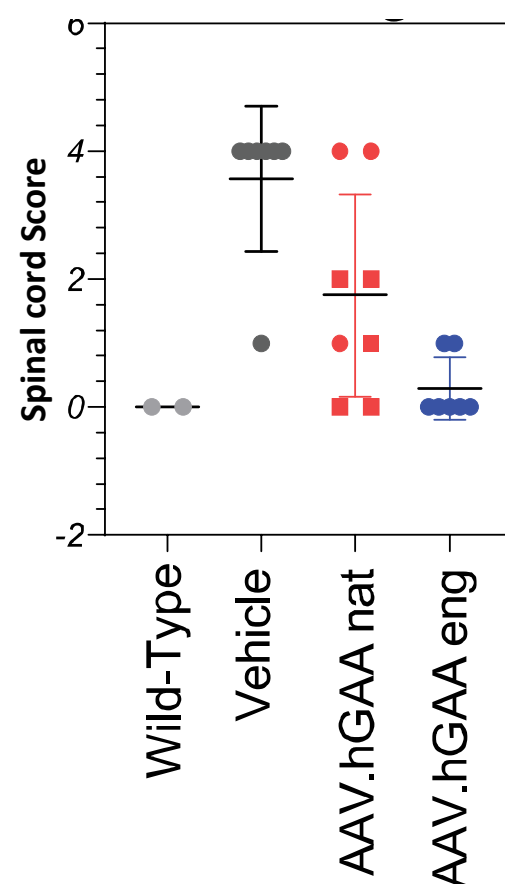 6
4
2
0
-2
Spinal cord Score
Wild-Type
Vehicle
AAV.hGAA nat
AAV.hGAA eng